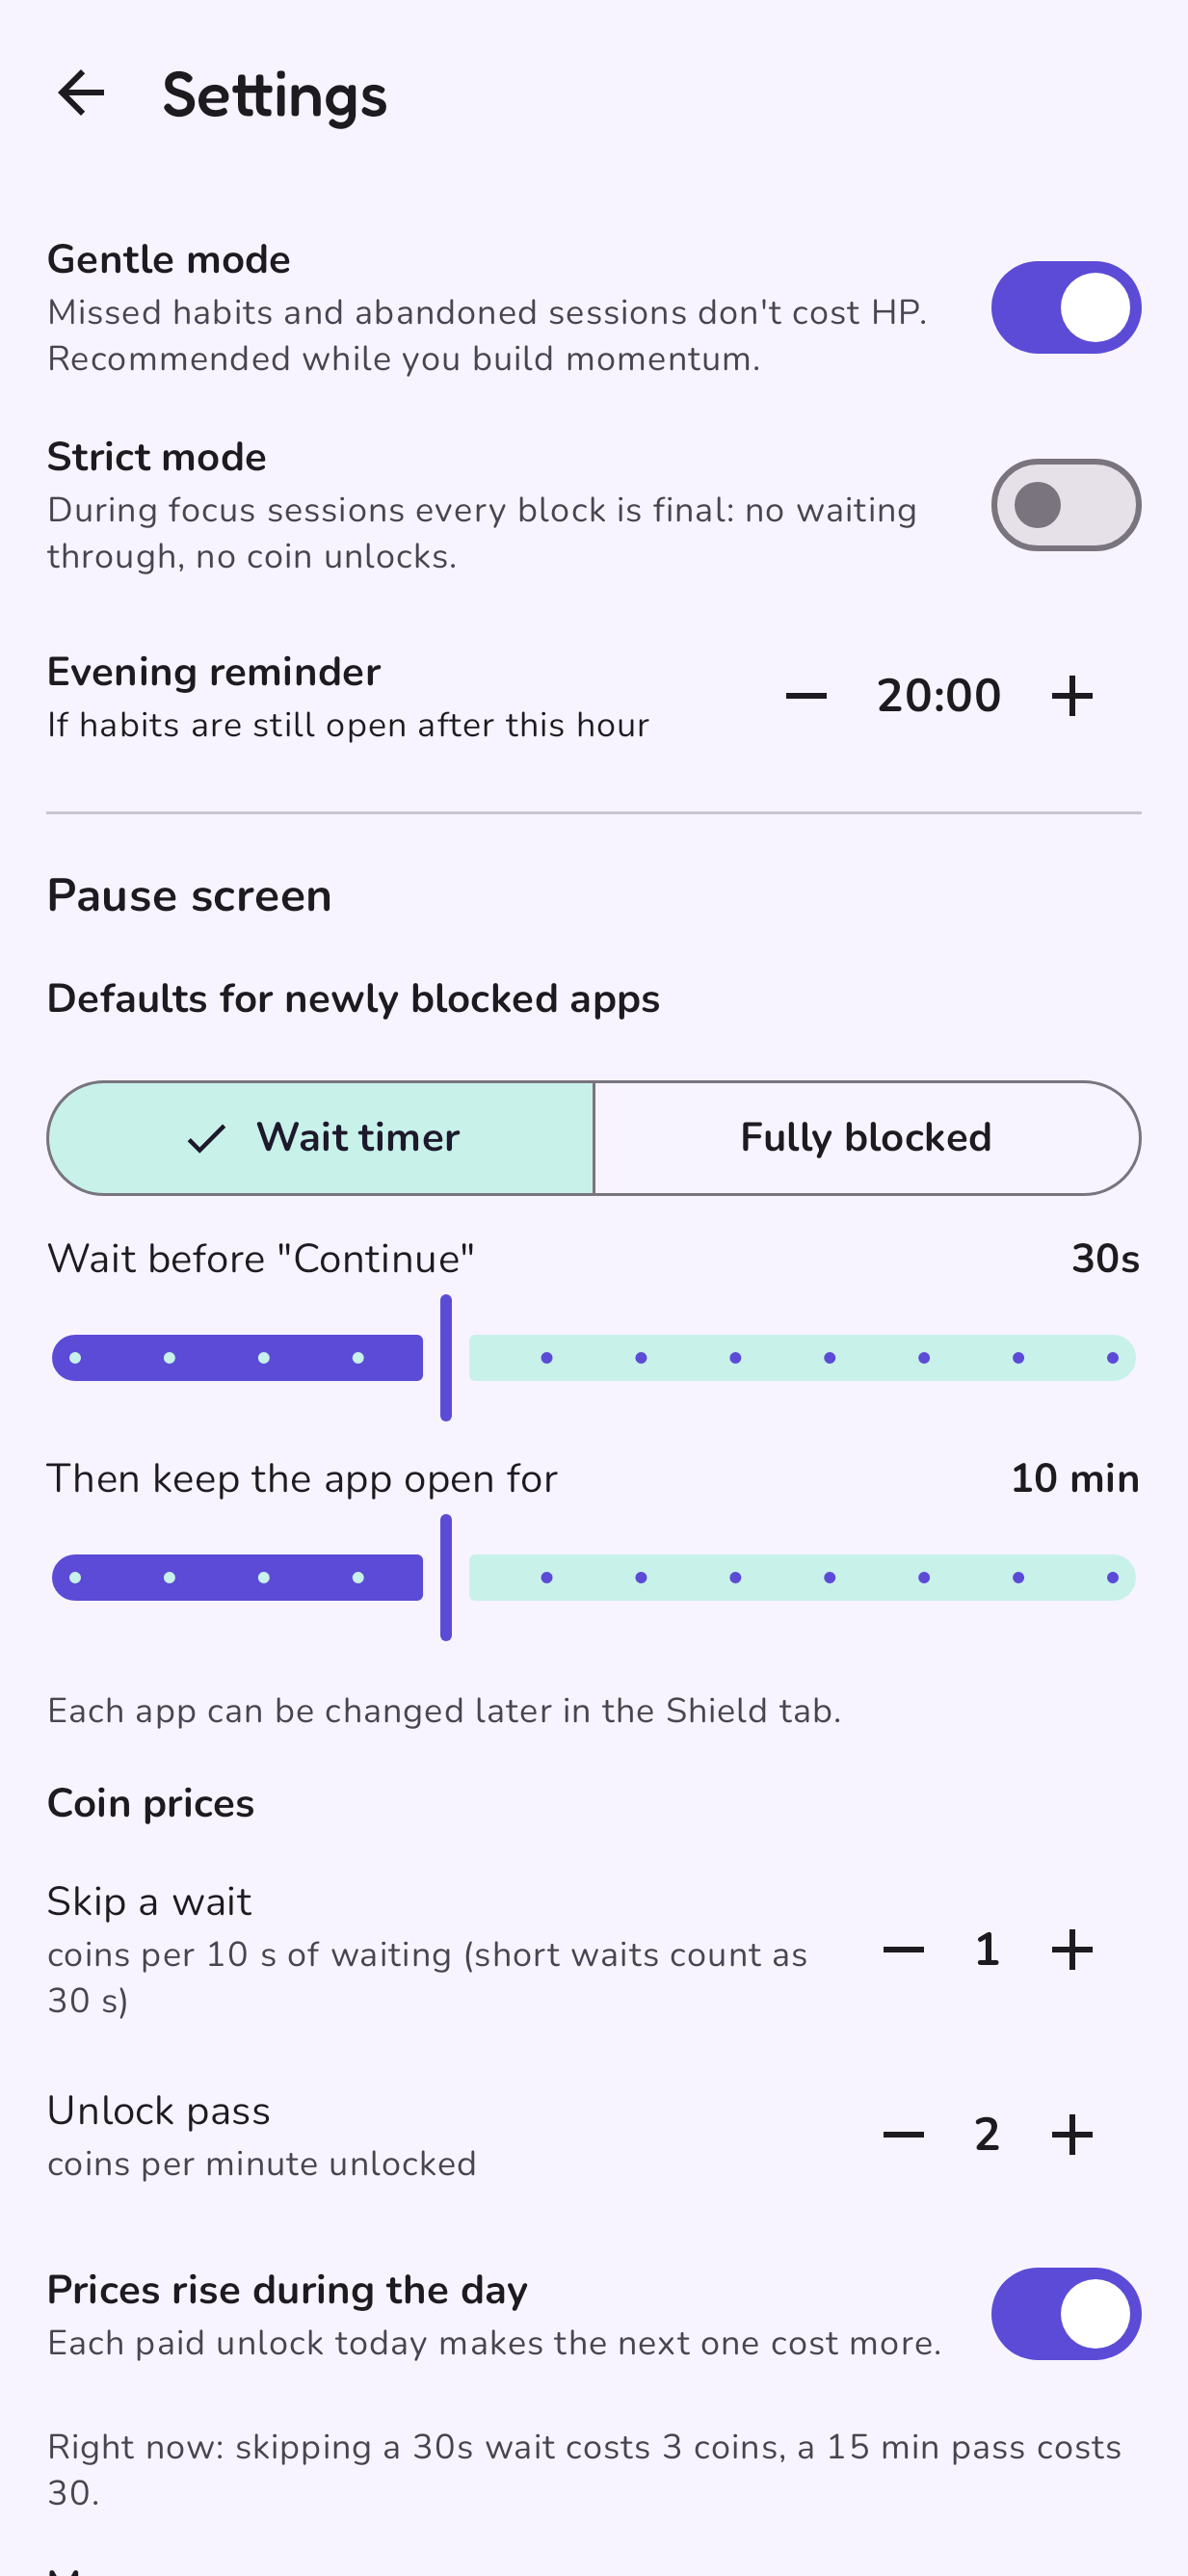 Settings
Gentle mode
Missed habits and abandoned sessions don't cost HP.
Recommended while you build momentum.
Strict mode
During focus sessions every block is final: no waiting
through, no coin unlocks.
Evening reminder
If habits are still open after this hour
20:00
Pause screen
Defaults for newly blocked apps
Wait timer
Fully blocked
Wait before "Continue"
30s
Then keep the app open for
10 min
Each app can be changed later in the Shield tab.
Coin prices
Skip a wait
coins per 10 s of waiting (short waits count as
30 s)
1
Unlock pass
coins per minute unlocked
2
Prices rise during the day
Each paid unlock today makes the next one cost more.
Right now: skipping a 30s wait costs 3 coins, a 15 min pass costs
30.